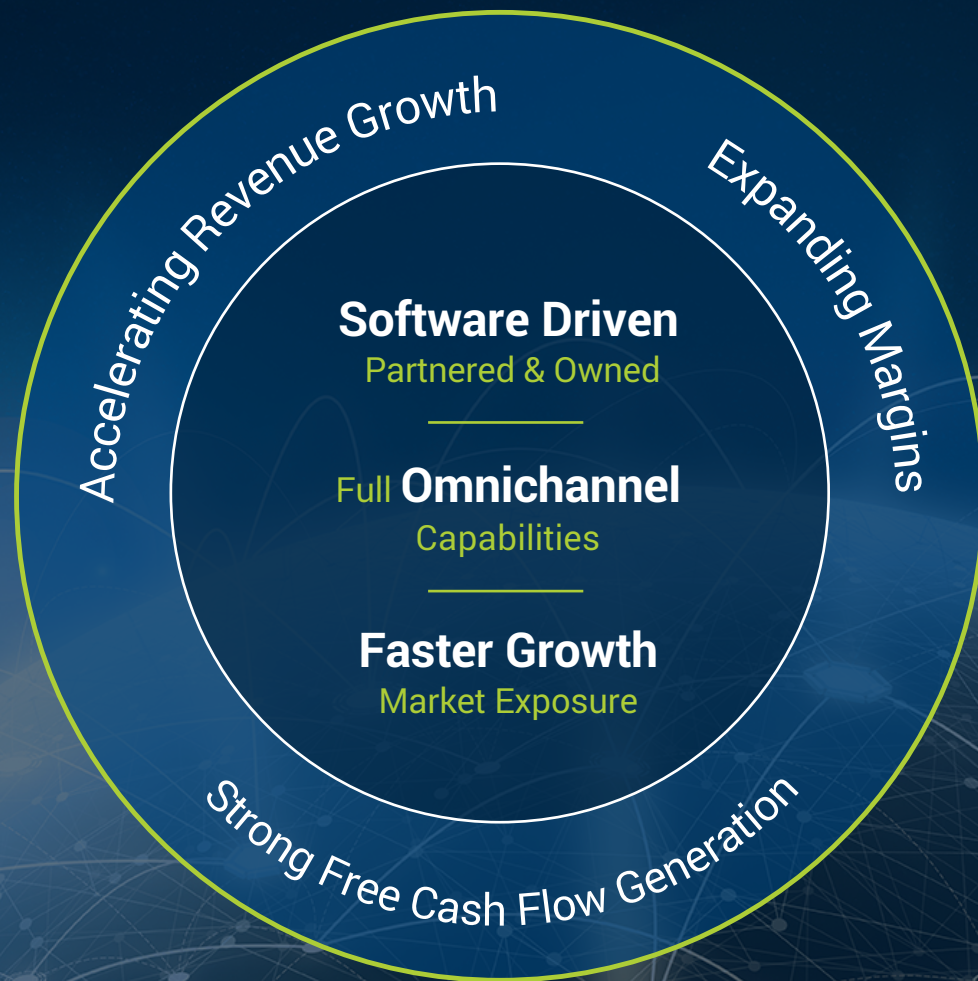 Accelerating Revenue Growth
Expanding Margins
Software Driven
Partnered & Owned
Full Omnichannel
Capabilities
Faster Growth
Market Exposure
Strong Free Cash Flow Generation